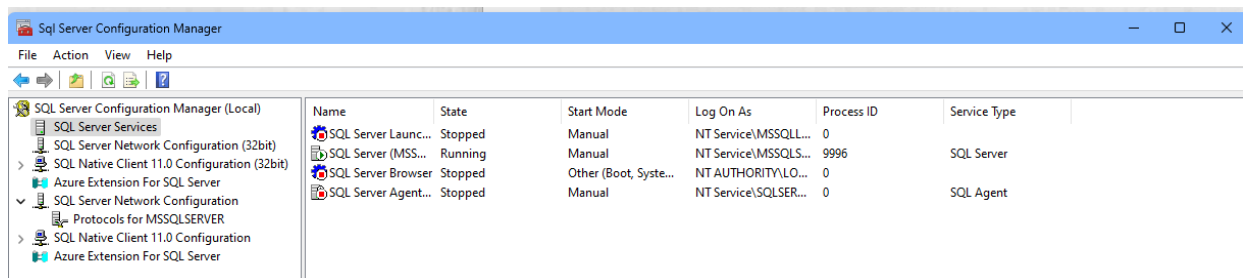 Sql Server Configuration Manager
File Action View Help
SQL Server Configuration Manager (Local)
SQL Server Services
SQL Server Network Configuration (32bit)
SQL Native Client 11.0 Configuration (32bit)
Azure Extension For SQL Server
SQL Server Network Configuration
Protocols for MSSQLSERVER
SQL Native Client 11.0 Configuration
Azure Extension For SQL Server
Name State Start Mode Log On As Process ID Service Type
SQL Server Launc... Stopped Manual NT Service\MSSQLL... 0
SQL Server (MSS... Running Manual NT Service\MSSQLS... 9996 SQL Server
SQL Server Browser Stopped Other (Boot, Syste... NT AUTHORITY\LO... 0
SQL Server Agent... Stopped Manual NT Service\SQLSER... 0 SQL Agent